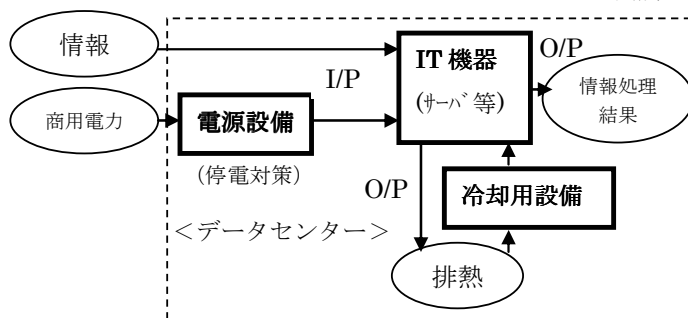 情報
商用電力
電源設備
(停電対策)
I/P
IT 機器
(サーバ等)
O/P
情報処理
結果
O/P
冷却用設備
<データセンター>
排熱